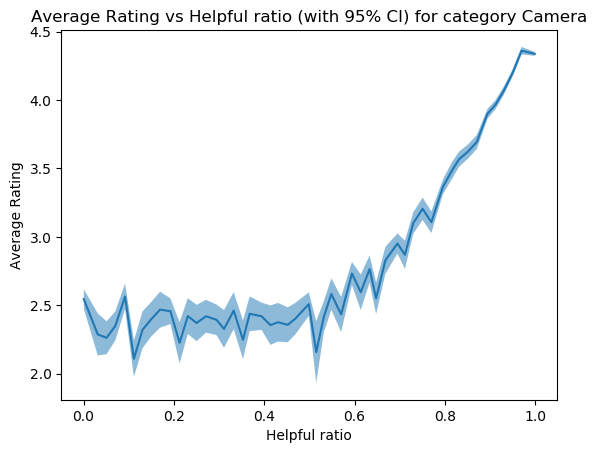 Average Rating vs Helpful ratio (with 95% CI) for category Camera
4.5
4.0
3.5
3.0
2.5
2.0
Average Rating
0.0 0.2 0.4 0.6 0.8 1.0
Helpful ratio